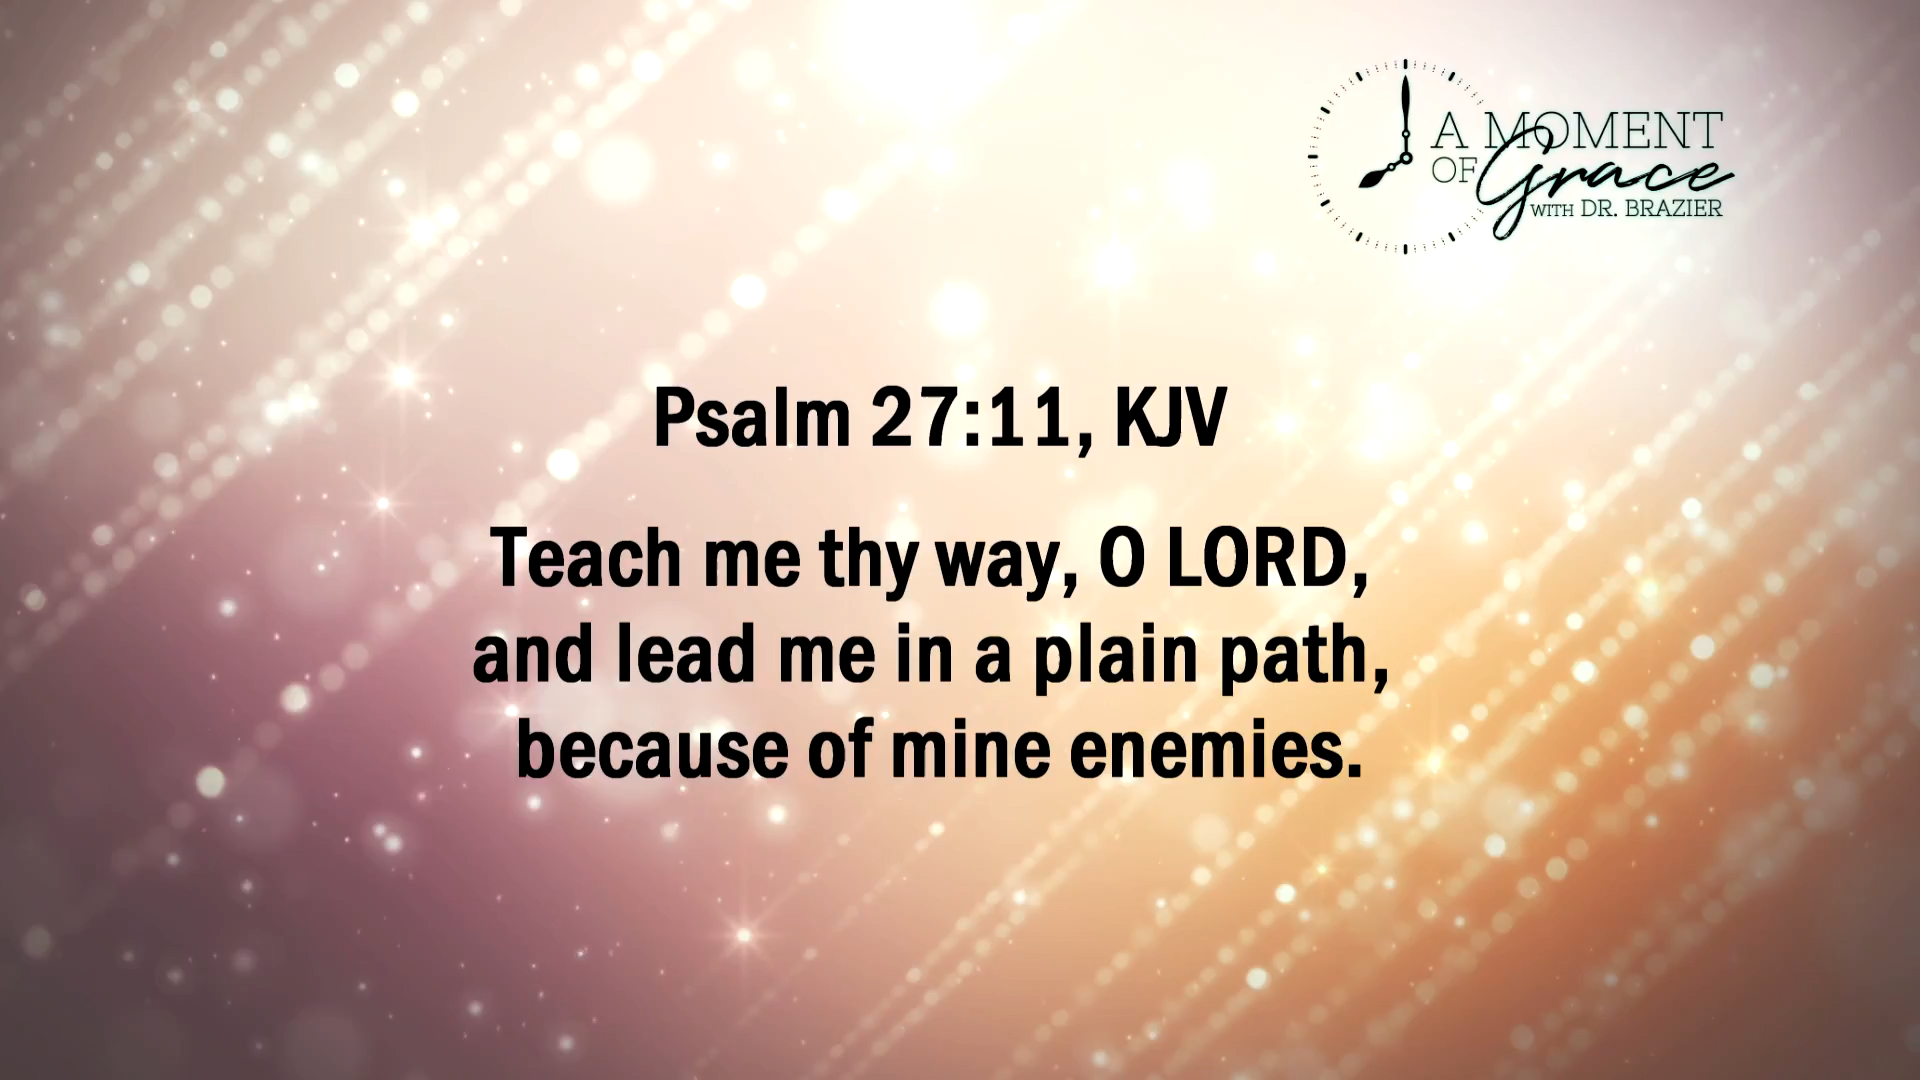 A MOMENT
OF Grace
WITH DR. BRAZIER
Psalm 27:11, KJV
Teach me thy way, O LORD,
and lead me in a plain path,
because of mine enemies.